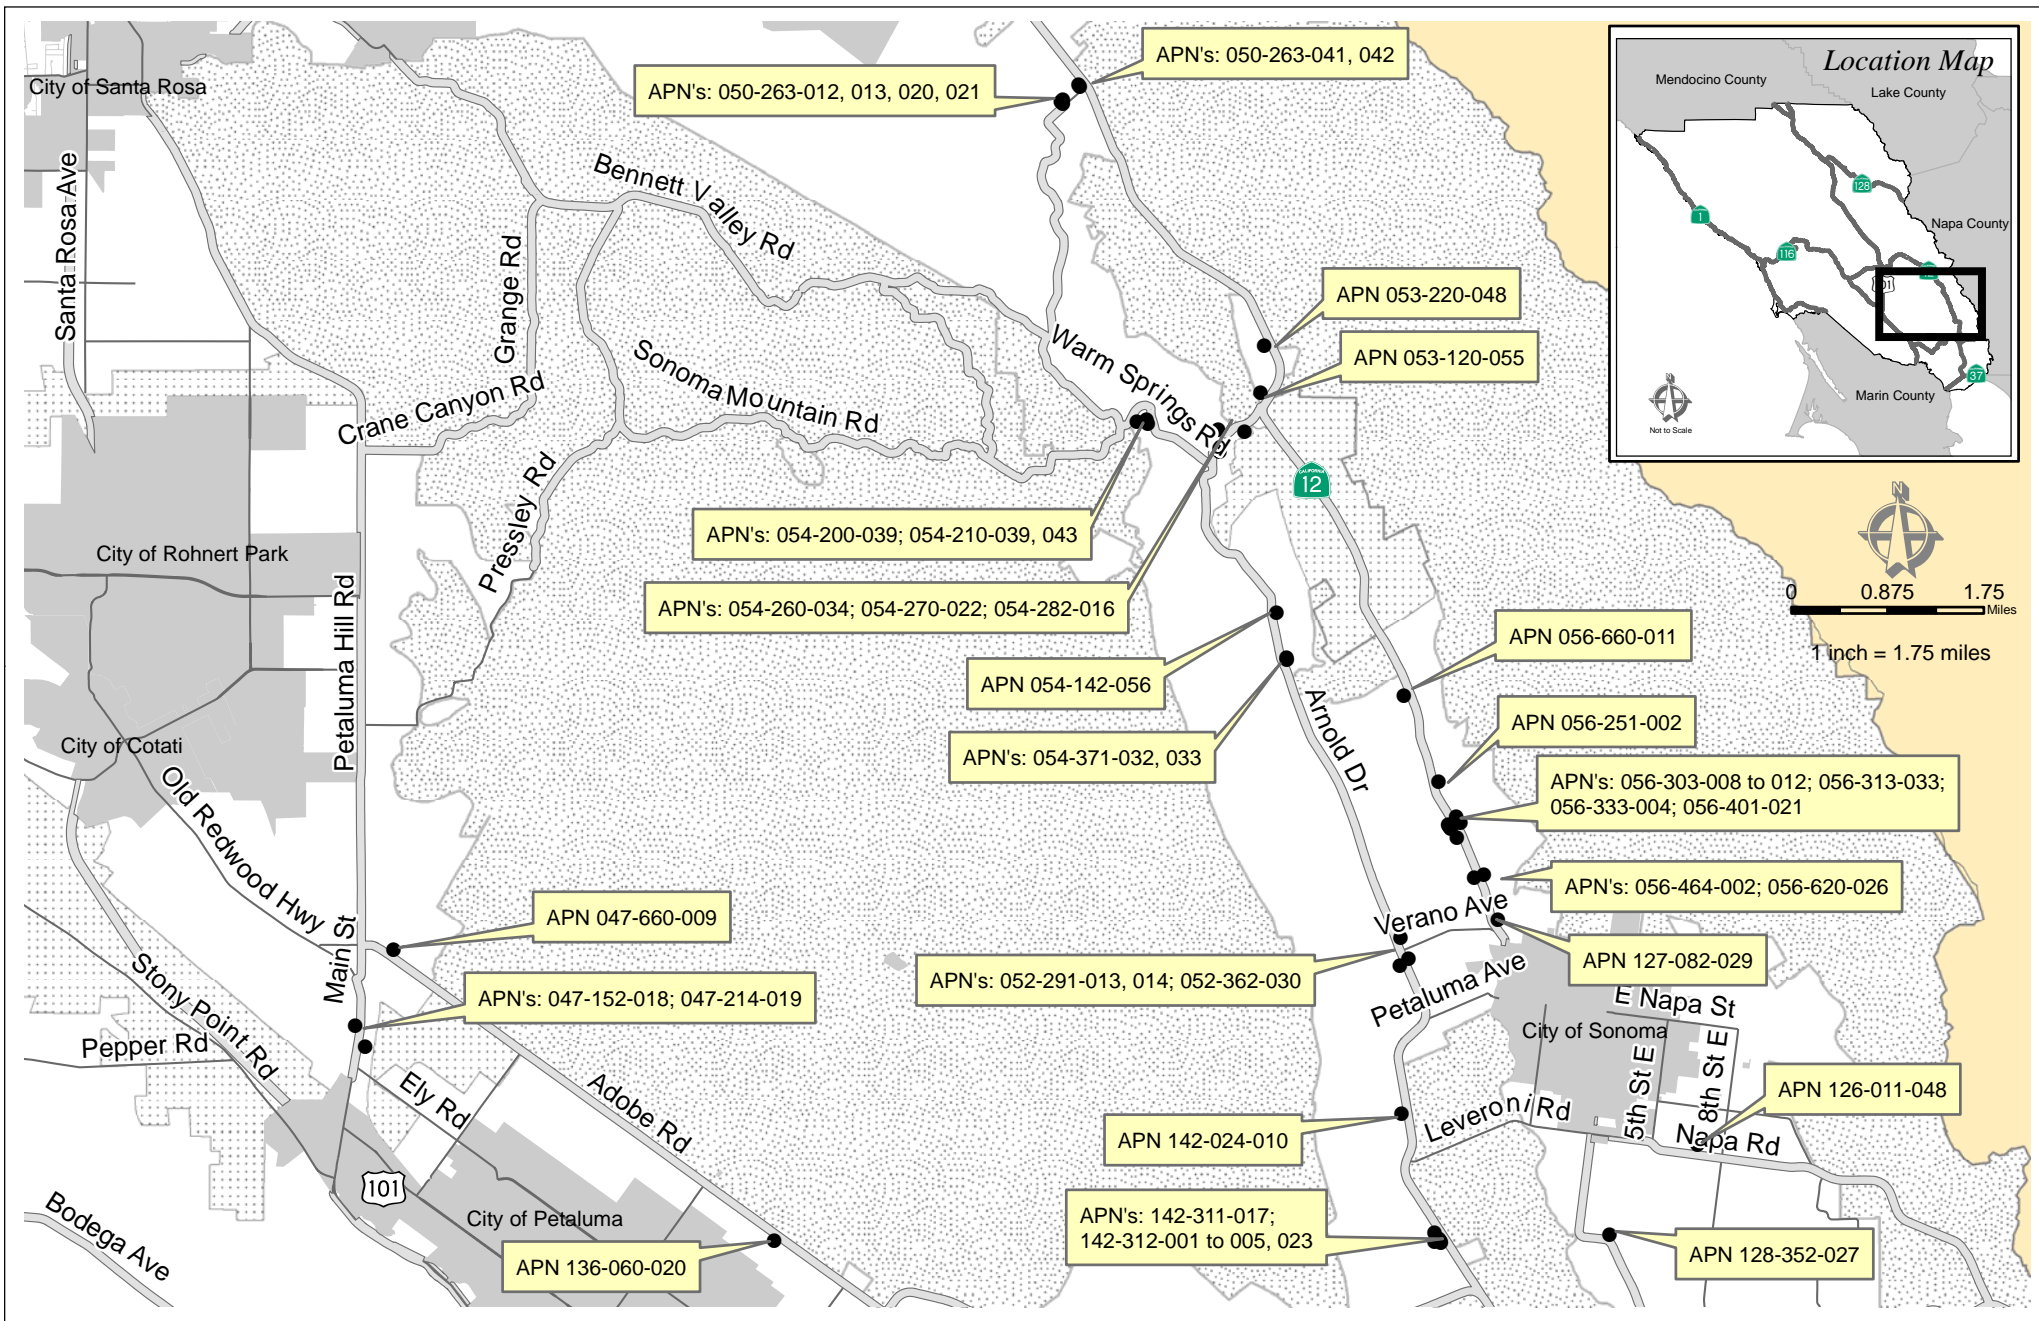 APN's: 050-263-041, 042
APN's: 050-263-012, 013, 020, 021
City of Santa Rosa
Santa Rosa Ave
Bennett Valley Rd
Grange Rd
Crane Canyon Rd
Sonoma Mountain Rd
Warm Springs Rd
APN 053-220-048
APN 053-120-055
CALIFORNIA
12
Pressley Rd
APN's: 054-200-039; 054-210-039, 043
City of Rohnert Park
APN's: 054-260-034; 054-270-022; 054-282-016
Petaluma Hill Rd
APN 056-660-011
APN 054-142-056
APN 056-251-002
Arnold Dr
City of Cotati
APN's: 054-371-032, 033
APN's: 056-303-008 to 012; 056-313-033;
056-333-004; 056-401-021
Old Redwood Hwy
APN's: 056-464-002; 056-620-026
APN 047-660-009
Verano Ave
Main St
APN 127-082-029
Stony Point Rd
APN's: 052-291-013, 014; 052-362-030
APN's: 047-152-018; 047-214-019
Petaluma Ave
E Napa St
City of Sonoma
Pepper Rd
5th St E
8th St E
Ely Rd
Adobe Rd
APN 126-011-048
Leveroni Rd
APN 142-024-010
Napa Rd
101
Bodega Ave
City of Petaluma
APN's: 142-311-017;
142-312-001 to 005, 023
APN 136-060-020
APN 128-352-027
Location Map
Mendocino County
Lake County
128
1
Napa County
116
12
101
37
Marin County
N
Not to Scale
N
0 0.875 1.75
Miles
1 inch = 1.75 miles